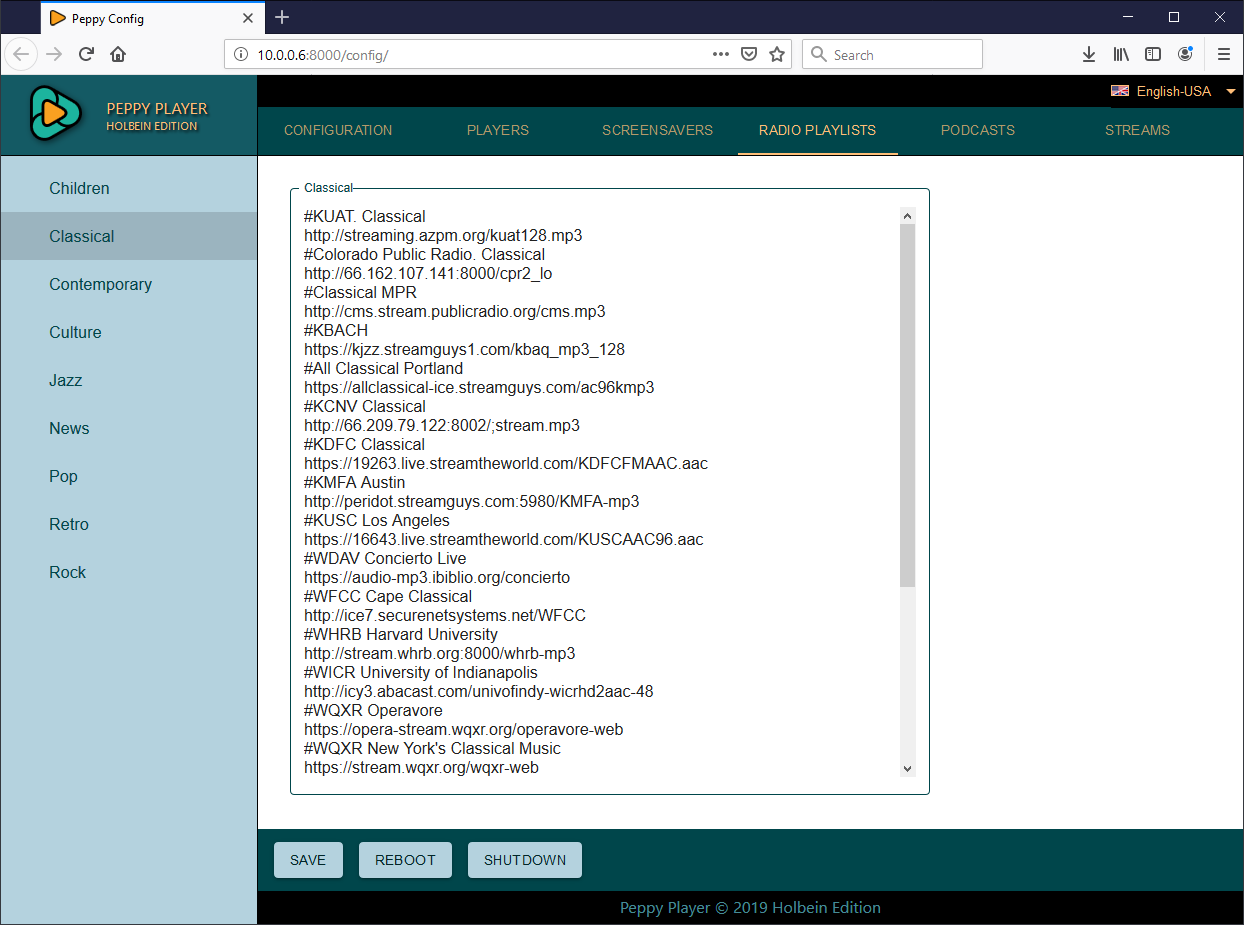 Peppy Config
10.0.0.6:8000/config/
Search
PEPPY PLAYER
HOLBEIN EDITION
English-USA
CONFIGURATION
PLAYERS
SCREENSAVERS
RADIO PLAYLISTS
PODCASTS
STREAMS
Children
Classical
Contemporary
Culture
Jazz
News
Pop
Retro
Rock
Classical
#KUAT. Classical
http://streaming.azpm.org/kuat128.mp3
#Colorado Public Radio. Classical
http://66.162.107.141:8000/cpr2_lo
#Classical MPR
http://cms.stream.publicradio.org/cms.mp3
#KBACH
https://kjzz.streamguys1.com/kbaq_mp3_128
#All Classical Portland
https://allclassical-ice.streamguys.com/ac96kmp3
#KCNV Classical
http://66.209.79.122:8002/;stream.mp3
#KDFC Classical
https://19263.live.streamtheworld.com/KDFCFMAAC.aac
#KMFA Austin
http://peridot.streamguys.com:5980/KMFA-mp3
#KUSC Los Angeles
https://16643.live.streamtheworld.com/KUSCAAC96.aac
#WDAV Concierto Live
https://audio-mp3.ibiblio.org/concierto
#WFCC Cape Classical
http://ice7.securenetsystems.net/WFCC
#WHRB Harvard University
http://stream.whrb.org:8000/whrb-mp3
#WICR University of Indianapolis
http://icy3.abacast.com/univofindy-wicrhd2aac-48
#WQXR Operavore
https://opera-stream.wqxr.org/operavore-web
#WQXR New York's Classical Music
https://stream.wqxr.org/wqxr-web
SAVE
REBOOT
SHUTDOWN
Peppy Player © 2019 Holbein Edition